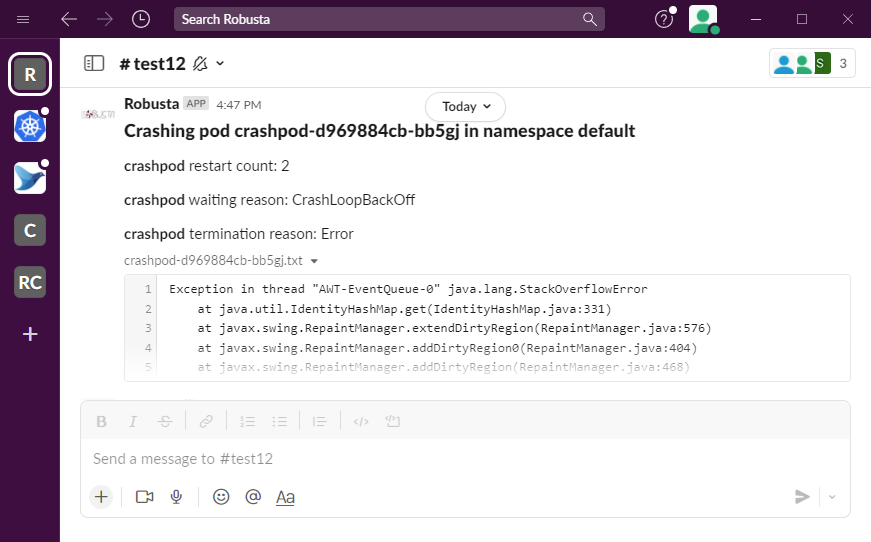 Search Robusta
R
# test12
S 3
Robusta APP 4:47 PM
Today
Crashing pod crashpod-d969884cb-bb5gj in namespace default
crashpod restart count: 2
crashpod waiting reason: CrashLoopBackOff
crashpod termination reason: Error
crashpod-d969884cb-bb5gj.txt
1 Exception in thread "AWT-EventQueue-0" java.lang.StackOverflowError
2 at java.util.IdentityHashMap.get(IdentityHashMap.java:331)
3 at javax.swing.RepaintManager.extendDirtyRegion(RepaintManager.java:576)
4 at javax.swing.RepaintManager.addDirtyRegion0(RepaintManager.java:404)
5 at javax.swing.RepaintManager.addDirtyRegion(RepaintManager.java:468)
C
RC
B I S
Send a message to #test12
Aa